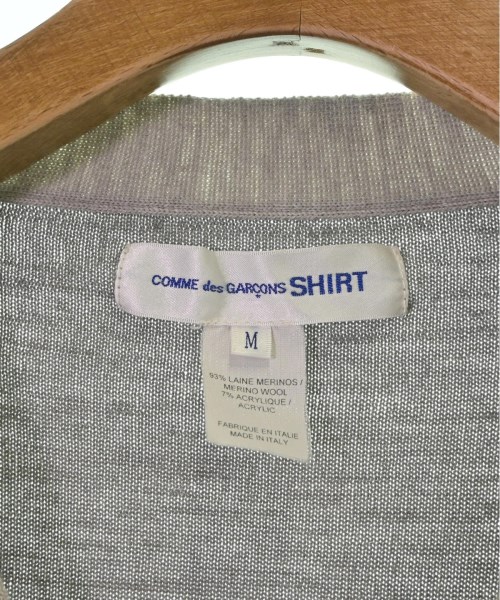 COMME des GARÇONS SHIRT
M
93% LAINE MERINOS /
MERINO WOOL
7% ACRYLIQUE /
ACRYLIC
FABRIQUE EN ITALIE
MADE IN ITALY